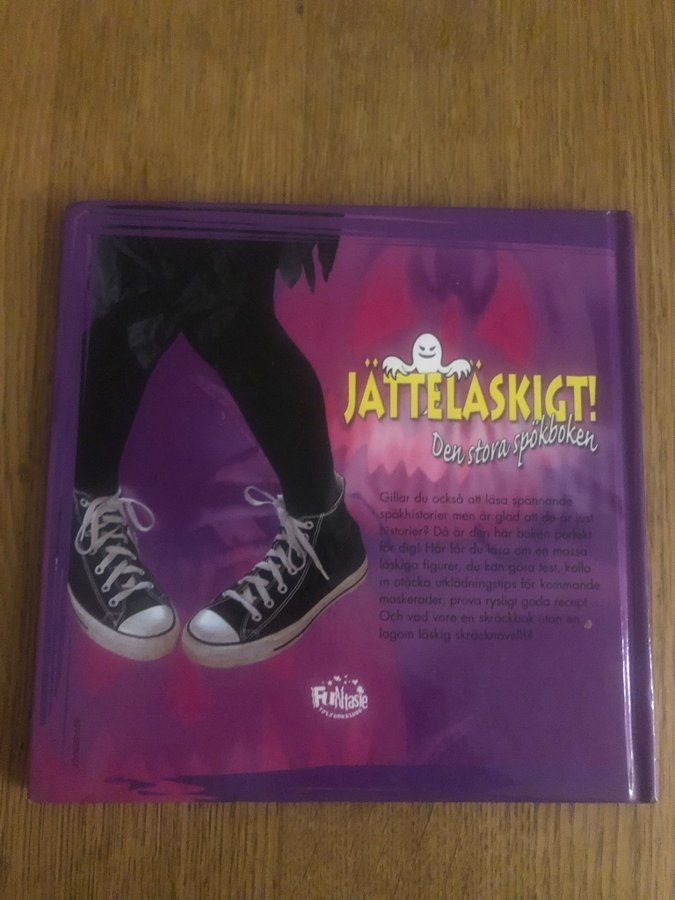 JÄTTELÄSKIGT!
Den stora spökboken
Gillar du också att läsa spännande
spökhistorier men är glad att de är just
historier? Då är den här boken perfekt
för dig! Här får du läsa om en massa
läskiga figurer, du kan göra test, kolla
in otäcka utklädningstips för kommande
maskerader, prova rysligt goda recept ...
Och vad vore en skräckbok utan en
lagom läskig skräcknovell?!
FUNtasie